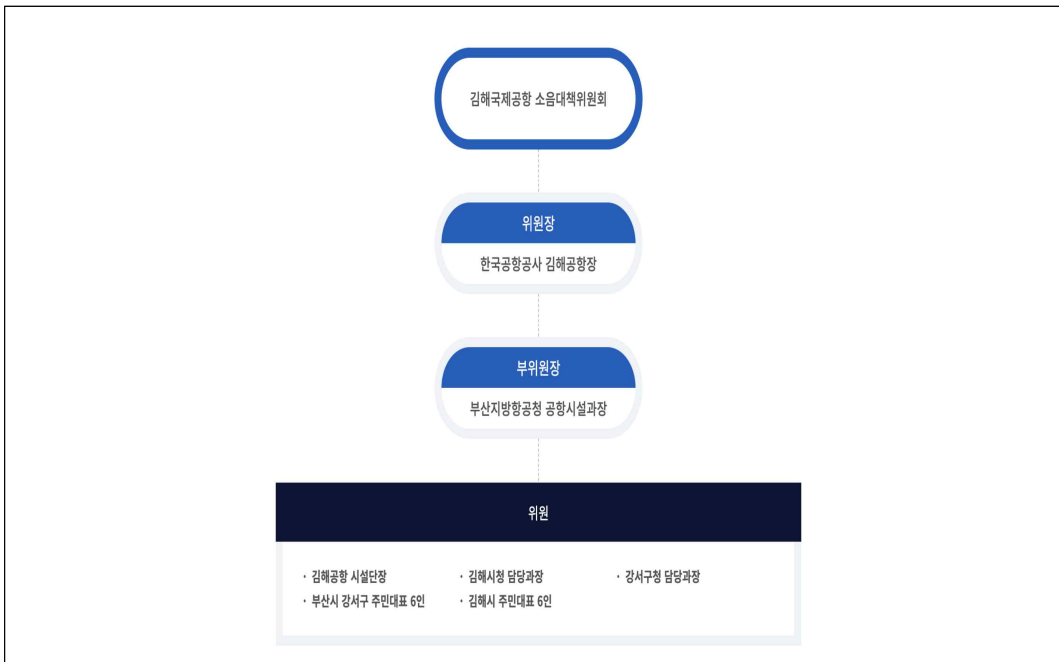 김해국제공항 소음대책위원회
위원장
한국공항공사 김해공항장
부위원장
부산지방항공청 공항시설과장
위원
· 김해공항 시설단장 · 김해시청 담당과장 · 강서구청 담당과장
· 부산시 강서구 주민대표 6인 · 김해시 주민대표 6인